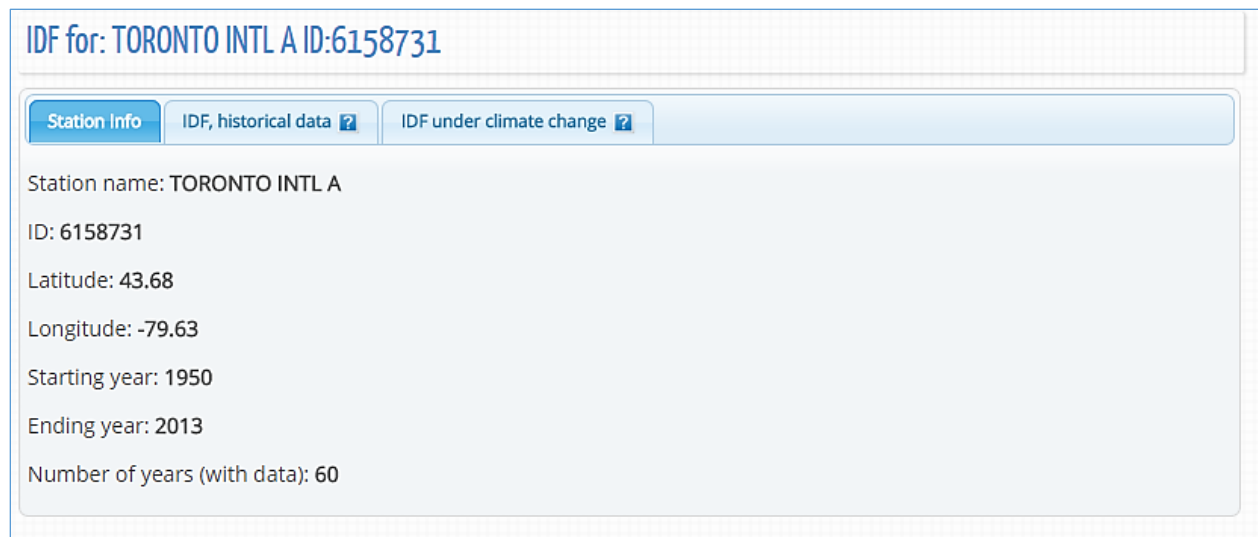 IDF for: TORONTO INTL A ID:6158731
Station Info IDF, historical data ? IDF under climate change ?
Station name: TORONTO INTL A
ID: 6158731
Latitude: 43.68
Longitude: -79.63
Starting year: 1950
Ending year: 2013
Number of years (with data): 60